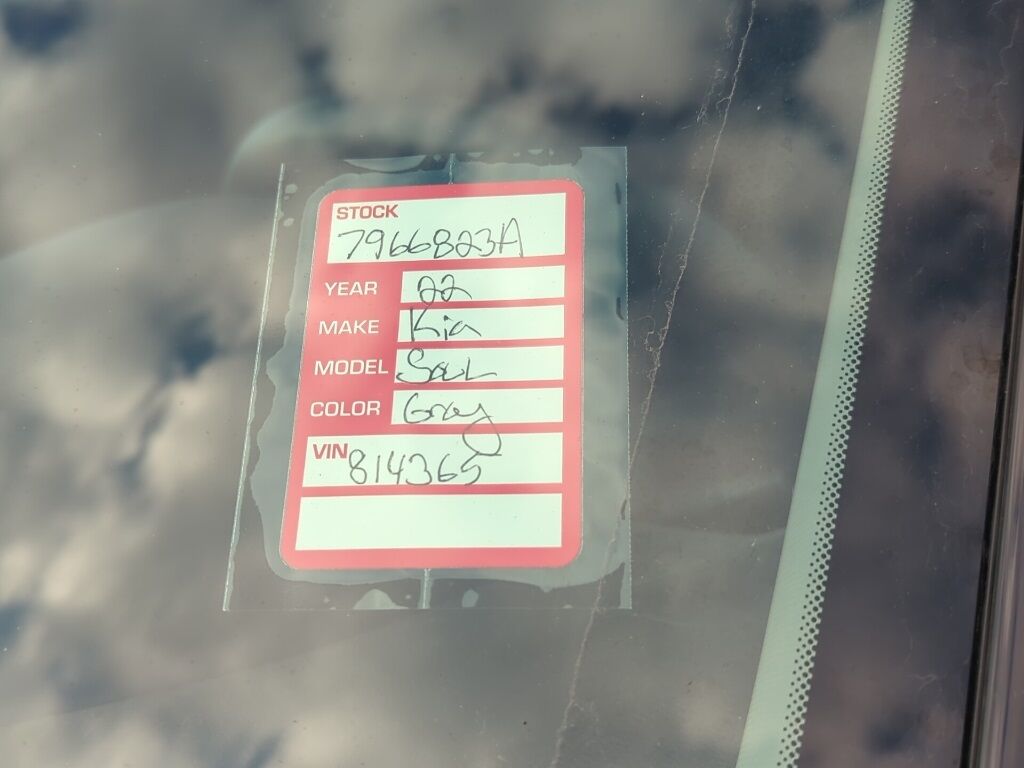 STOCK
7966823A
YEAR 22
MAKE Kia
MODEL Soul
COLOR Gray
VIN 814365